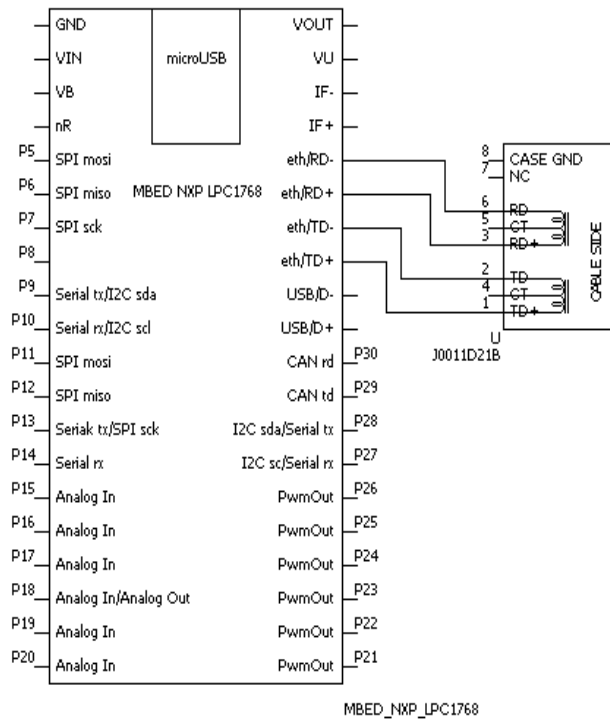 GND VOUT
VIN microUSB VU
VB IF-
nR IF+
P5 SPI mosi eth/RD- 8 CASE GND
7 NC
P6 SPI miso MBED NXP LPC1768 eth/RD+ 6 RD
P7 SPI sck eth/TD- 5 CT
3 RD+
P8 eth/TD+ 2 TD
P9 Serial tx/I2C sda USB/D- 4 CT
1 TD+
CABLE SIDE
P10 Serial rx/I2C scl USB/D+ U
J0011D21B
P11 SPI mosi CAN rd P30
P12 SPI miso CAN td P29
P13 Seriak tx/SPI sck I2C sda/Serial tx P28
P14 Serial rx I2C sc/Serial rx P27
P15 Analog In PwmOut P26
P16 Analog In PwmOut P25
P17 Analog In PwmOut P24
P18 Analog In/Analog Out PwmOut P23
P19 Analog In PwmOut P22
P20 Analog In PwmOut P21
MBED_NXP_LPC1768